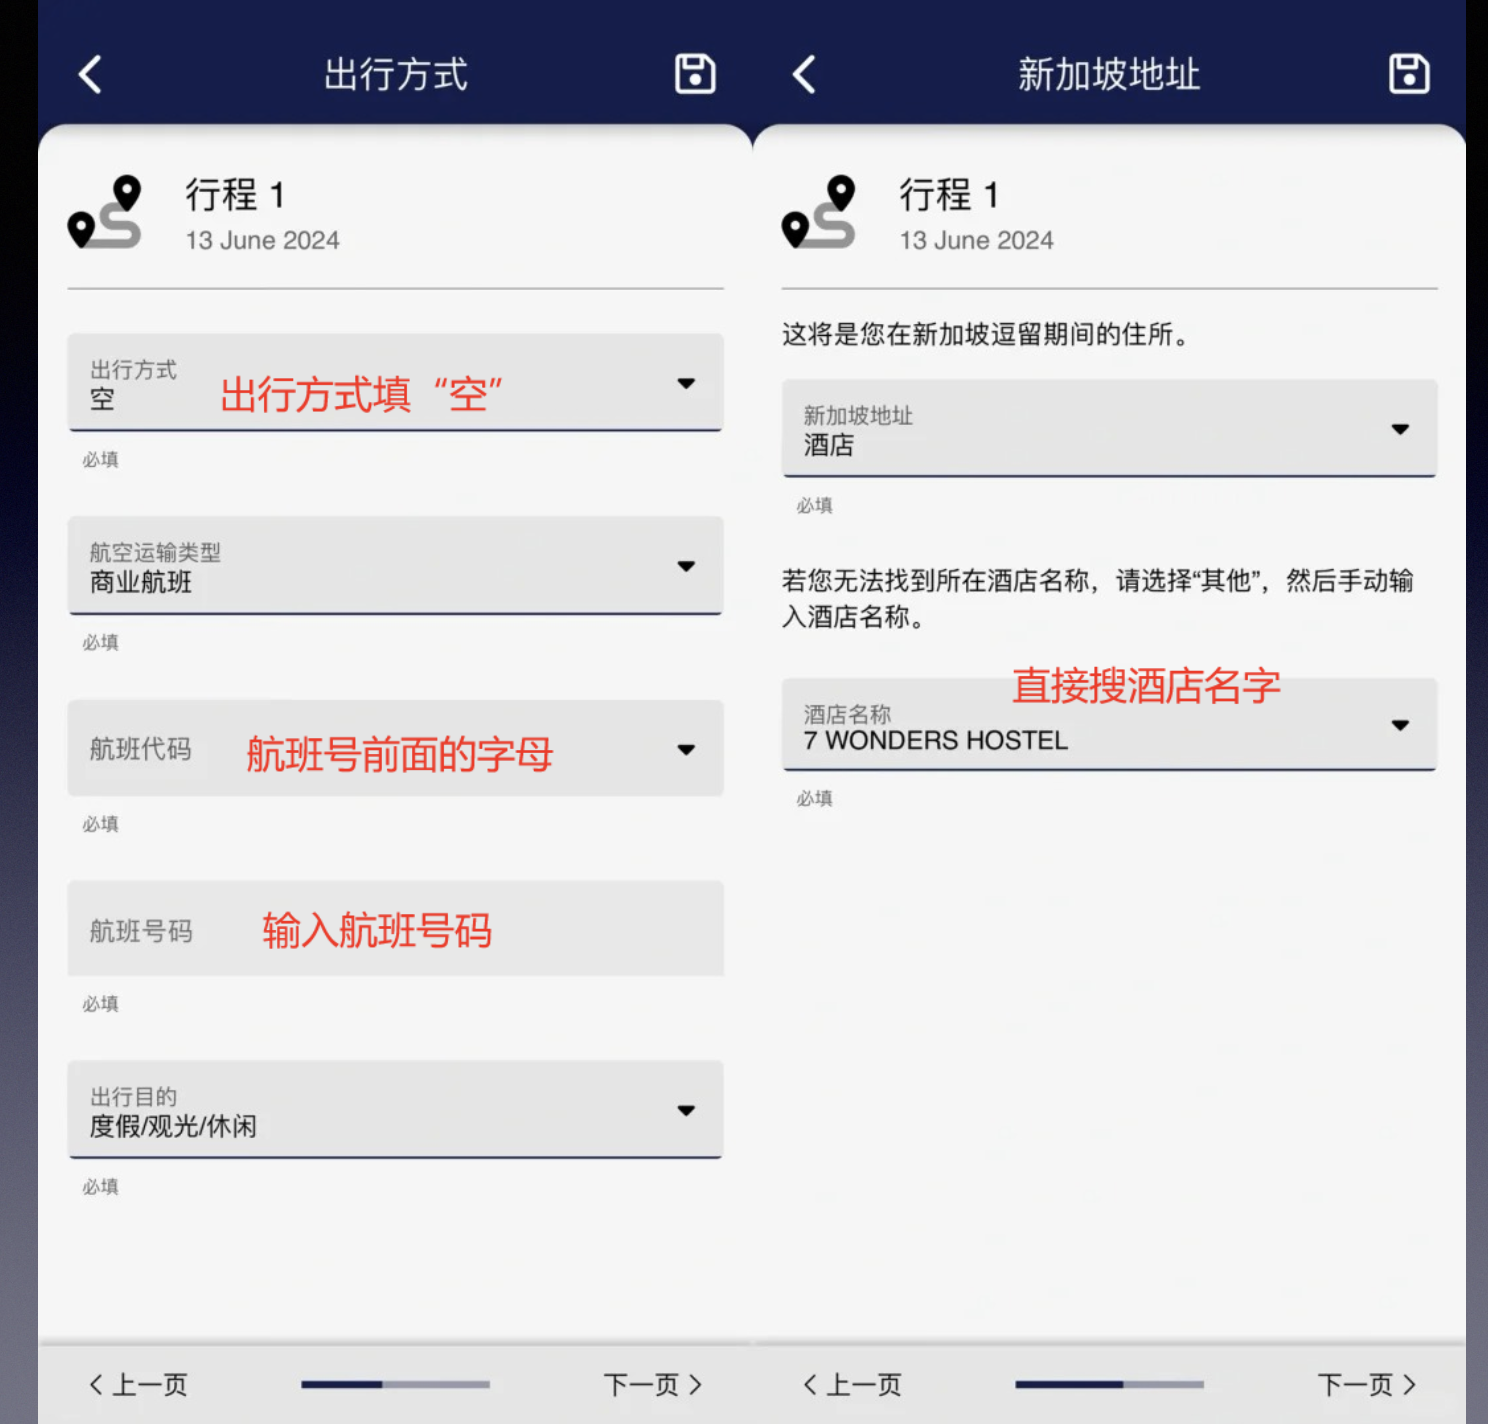 出行方式
行程 1
13 June 2024
出行方式
空
出行方式填“空”
必填
航空运输类型
商业航班
必填
航班代码
航班号前面的字母
必填
航班号码
输入航班号码
必填
出行目的
度假/观光/休闲
必填
上一页
下一页
新加坡地址
行程 1
13 June 2024
这将是您在新加坡逗留期间的住所。
新加坡地址
酒店
必填
若您无法找到所在酒店名称，请选择“其他”，然后手动输
入酒店名称。
直接搜酒店名字
酒店名称
7 WONDERS HOSTEL
必填
上一页
下一页